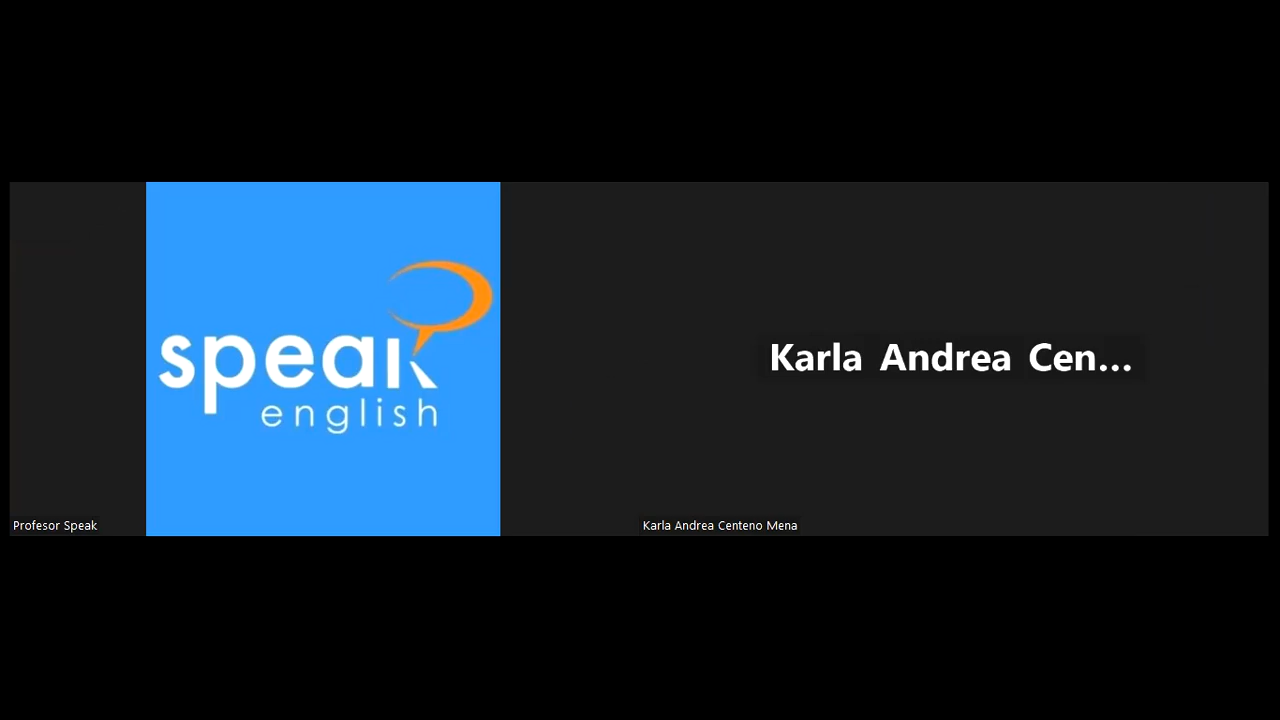 speak
english
Karla Andrea Cen...
Profesor Speak
Karla Andrea Centeno Mena